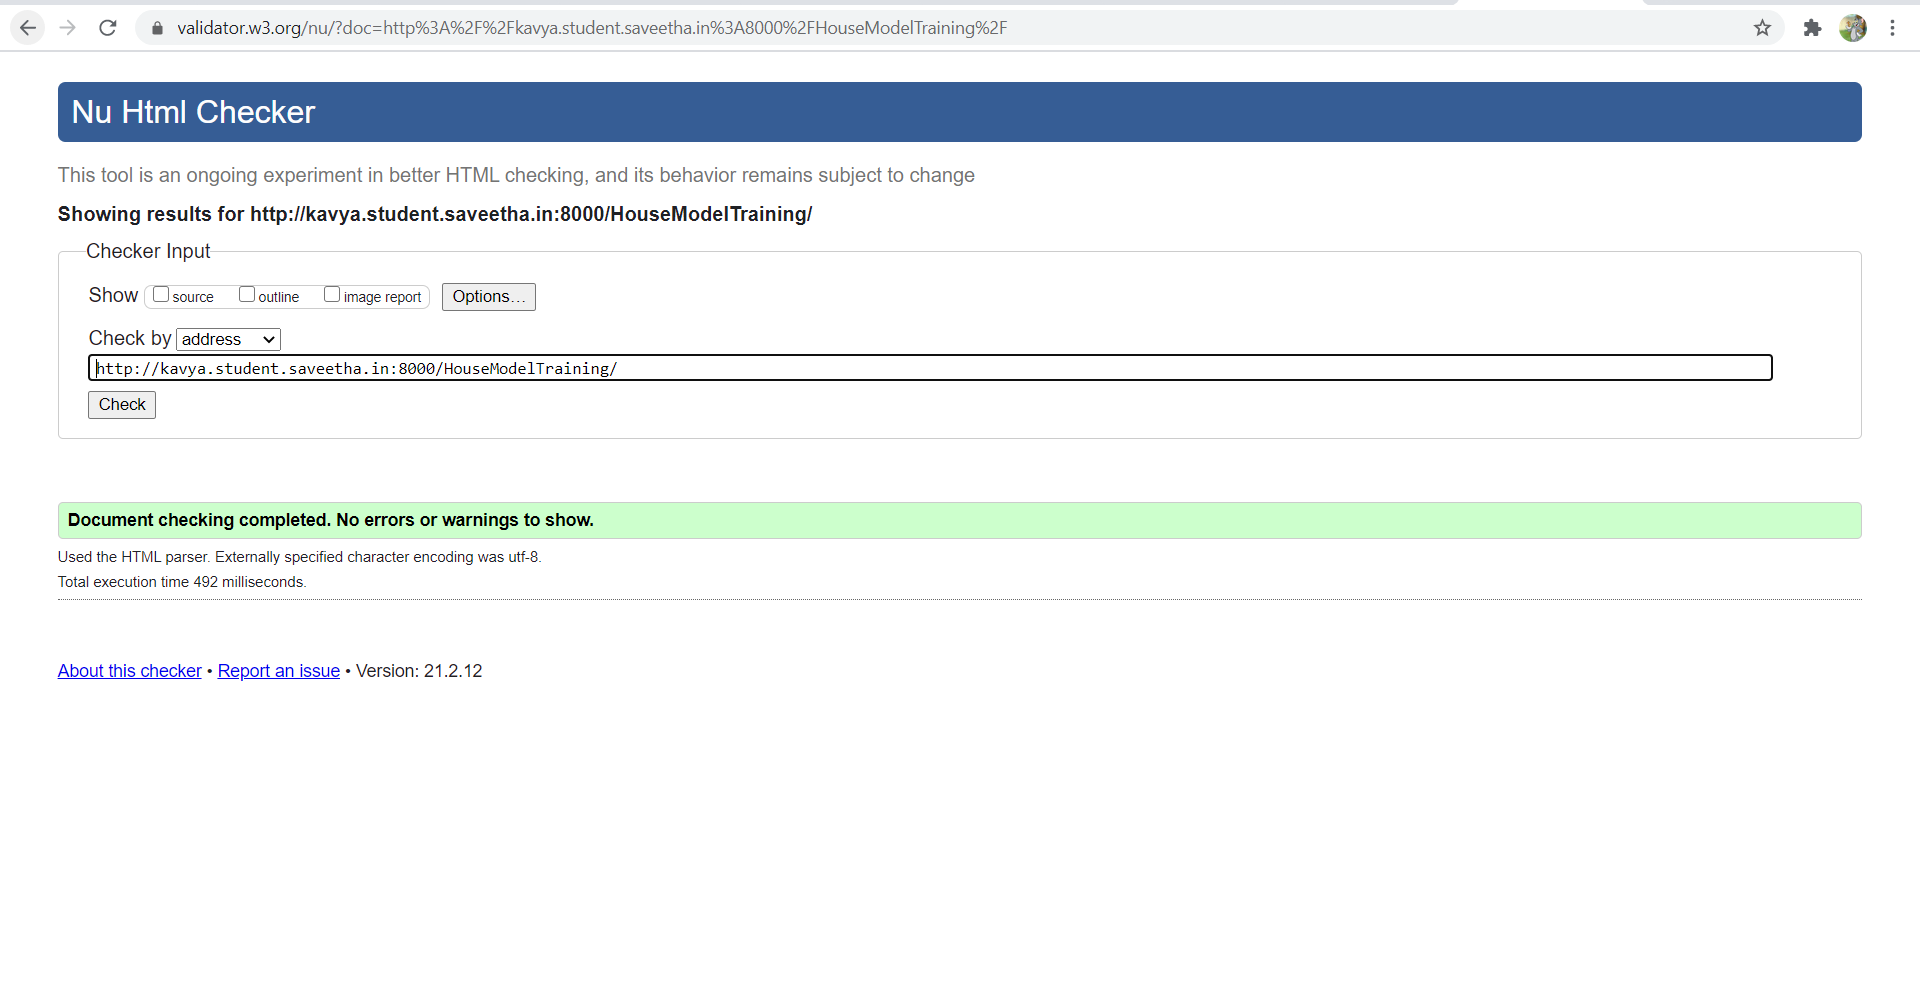 validator.w3.org/nu/?doc=http%3A%2F%2Fkavya.student.saveetha.in%3A8000%2FHouseModelTraining%2F
Nu Html Checker
This tool is an ongoing experiment in better HTML checking, and its behavior remains subject to change
Showing results for http://kavya.student.saveetha.in:8000/HouseModelTraining/
Checker Input
Show source outline image report Options...
Check by address
http://kavya.student.saveetha.in:8000/HouseModelTraining/
Check
Document checking completed. No errors or warnings to show.
Used the HTML parser. Externally specified character encoding was utf-8.
Total execution time 492 milliseconds.
About this checker • Report an issue • Version: 21.2.12